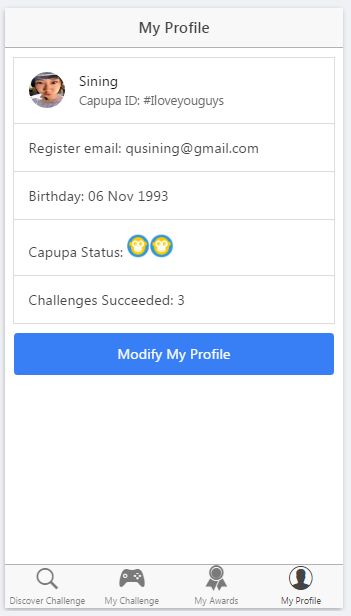 My Profile
Sining
Capupa ID: #Iloveyouguys
Register email: qusining@gmail.com
Birthday: 06 Nov 1993
Capupa Status:
Challenges Succeeded: 3
Modify My Profile
Discover Challenge
My Challenge
My Awards
My Profile